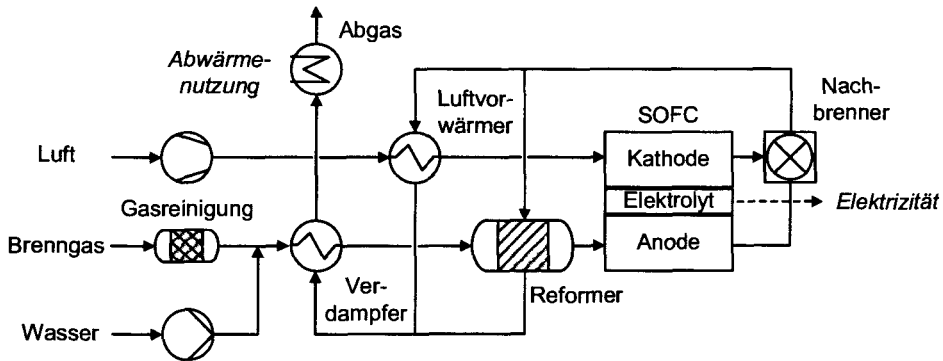 Abgas
Abwärme-
nutzung
Luftvor-
wärmer
SOFC
Nach-
brenner
Luft
Kathode
Gasreinigung
Elektrolyt
Elektrizität
Brenngas
Anode
Ver-
dampfer
Reformer
Wasser